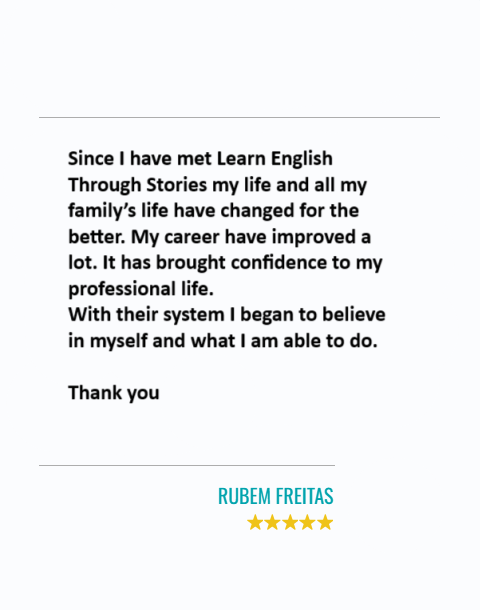 Since I have met Learn English
Through Stories my life and all my
family’s life have changed for the
better. My career have improved a
lot. It has brought confidence to my
professional life.
With their system I began to believe
in myself and what I am able to do.
Thank you
RUBEM FREITAS